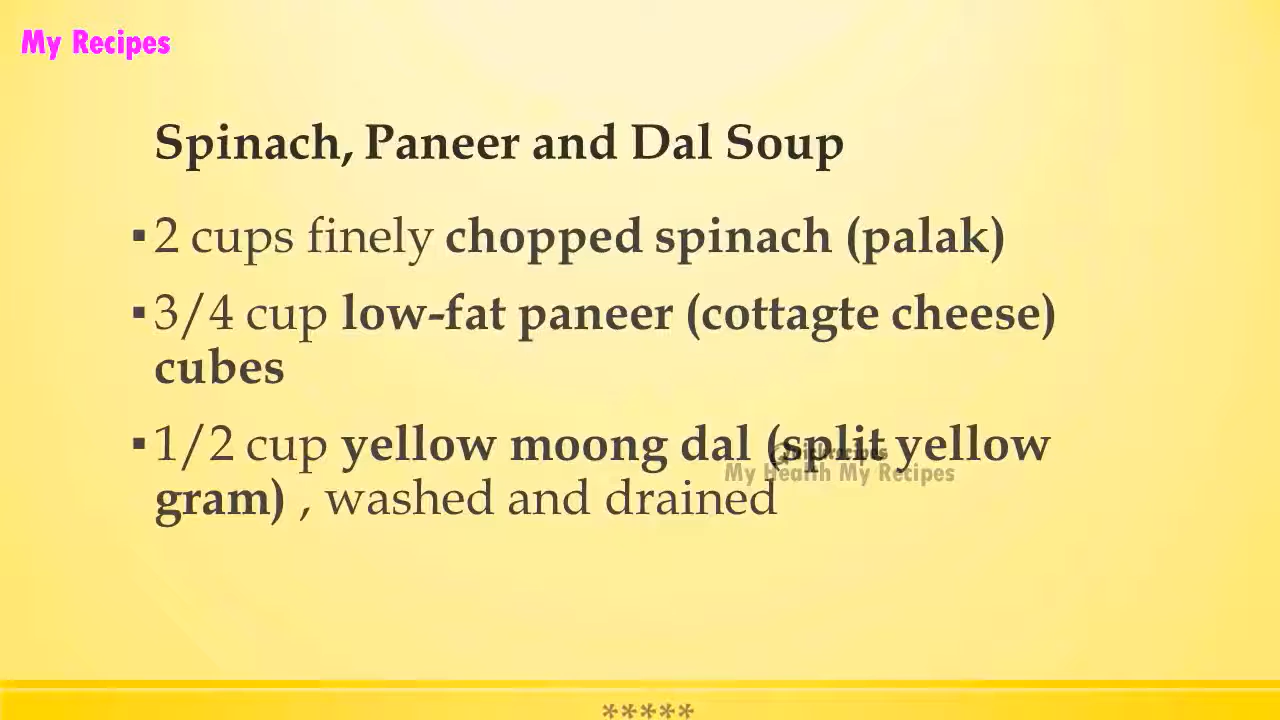 My Recipes
Spinach, Paneer and Dal Soup
▪2 cups finely chopped spinach (palak)
▪3/4 cup low-fat paneer (cottagte cheese)
cubes
▪1/2 cup yellow moong dal (split yellow
My Health My Recipes
gram) , washed and drained
*****